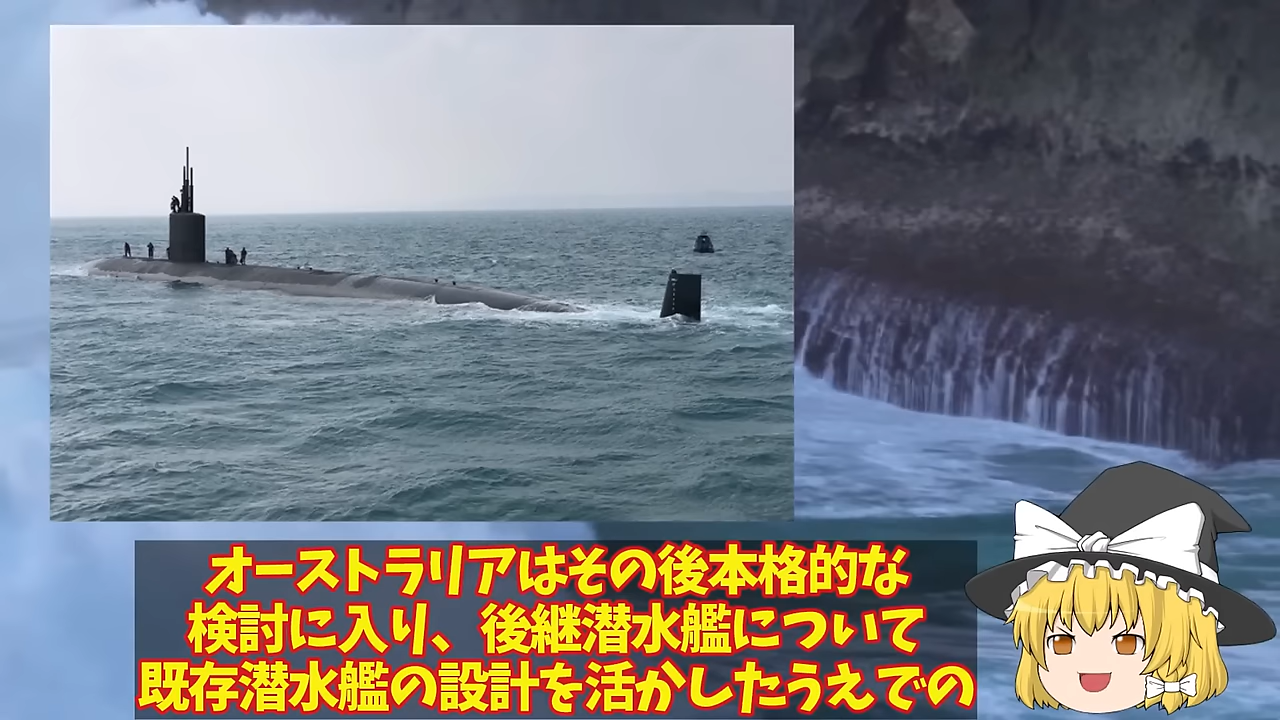 オーストラリアはその後本格的な
検討に入り、後継潜水艦について
既存潜水艦の設計を活かしたうえでの